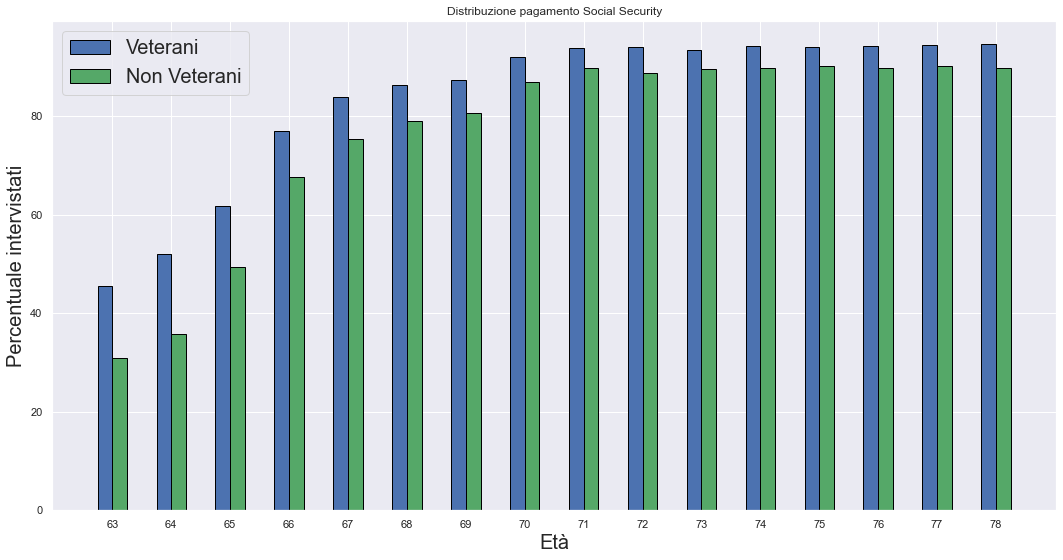 Distribuzione pagamento Social Security
Veterani
Non Veterani
Percentuale intervistati
80
60
40
20
0
63 64 65 66 67 68 69 70 71 72 73 74 75 76 77 78
Età